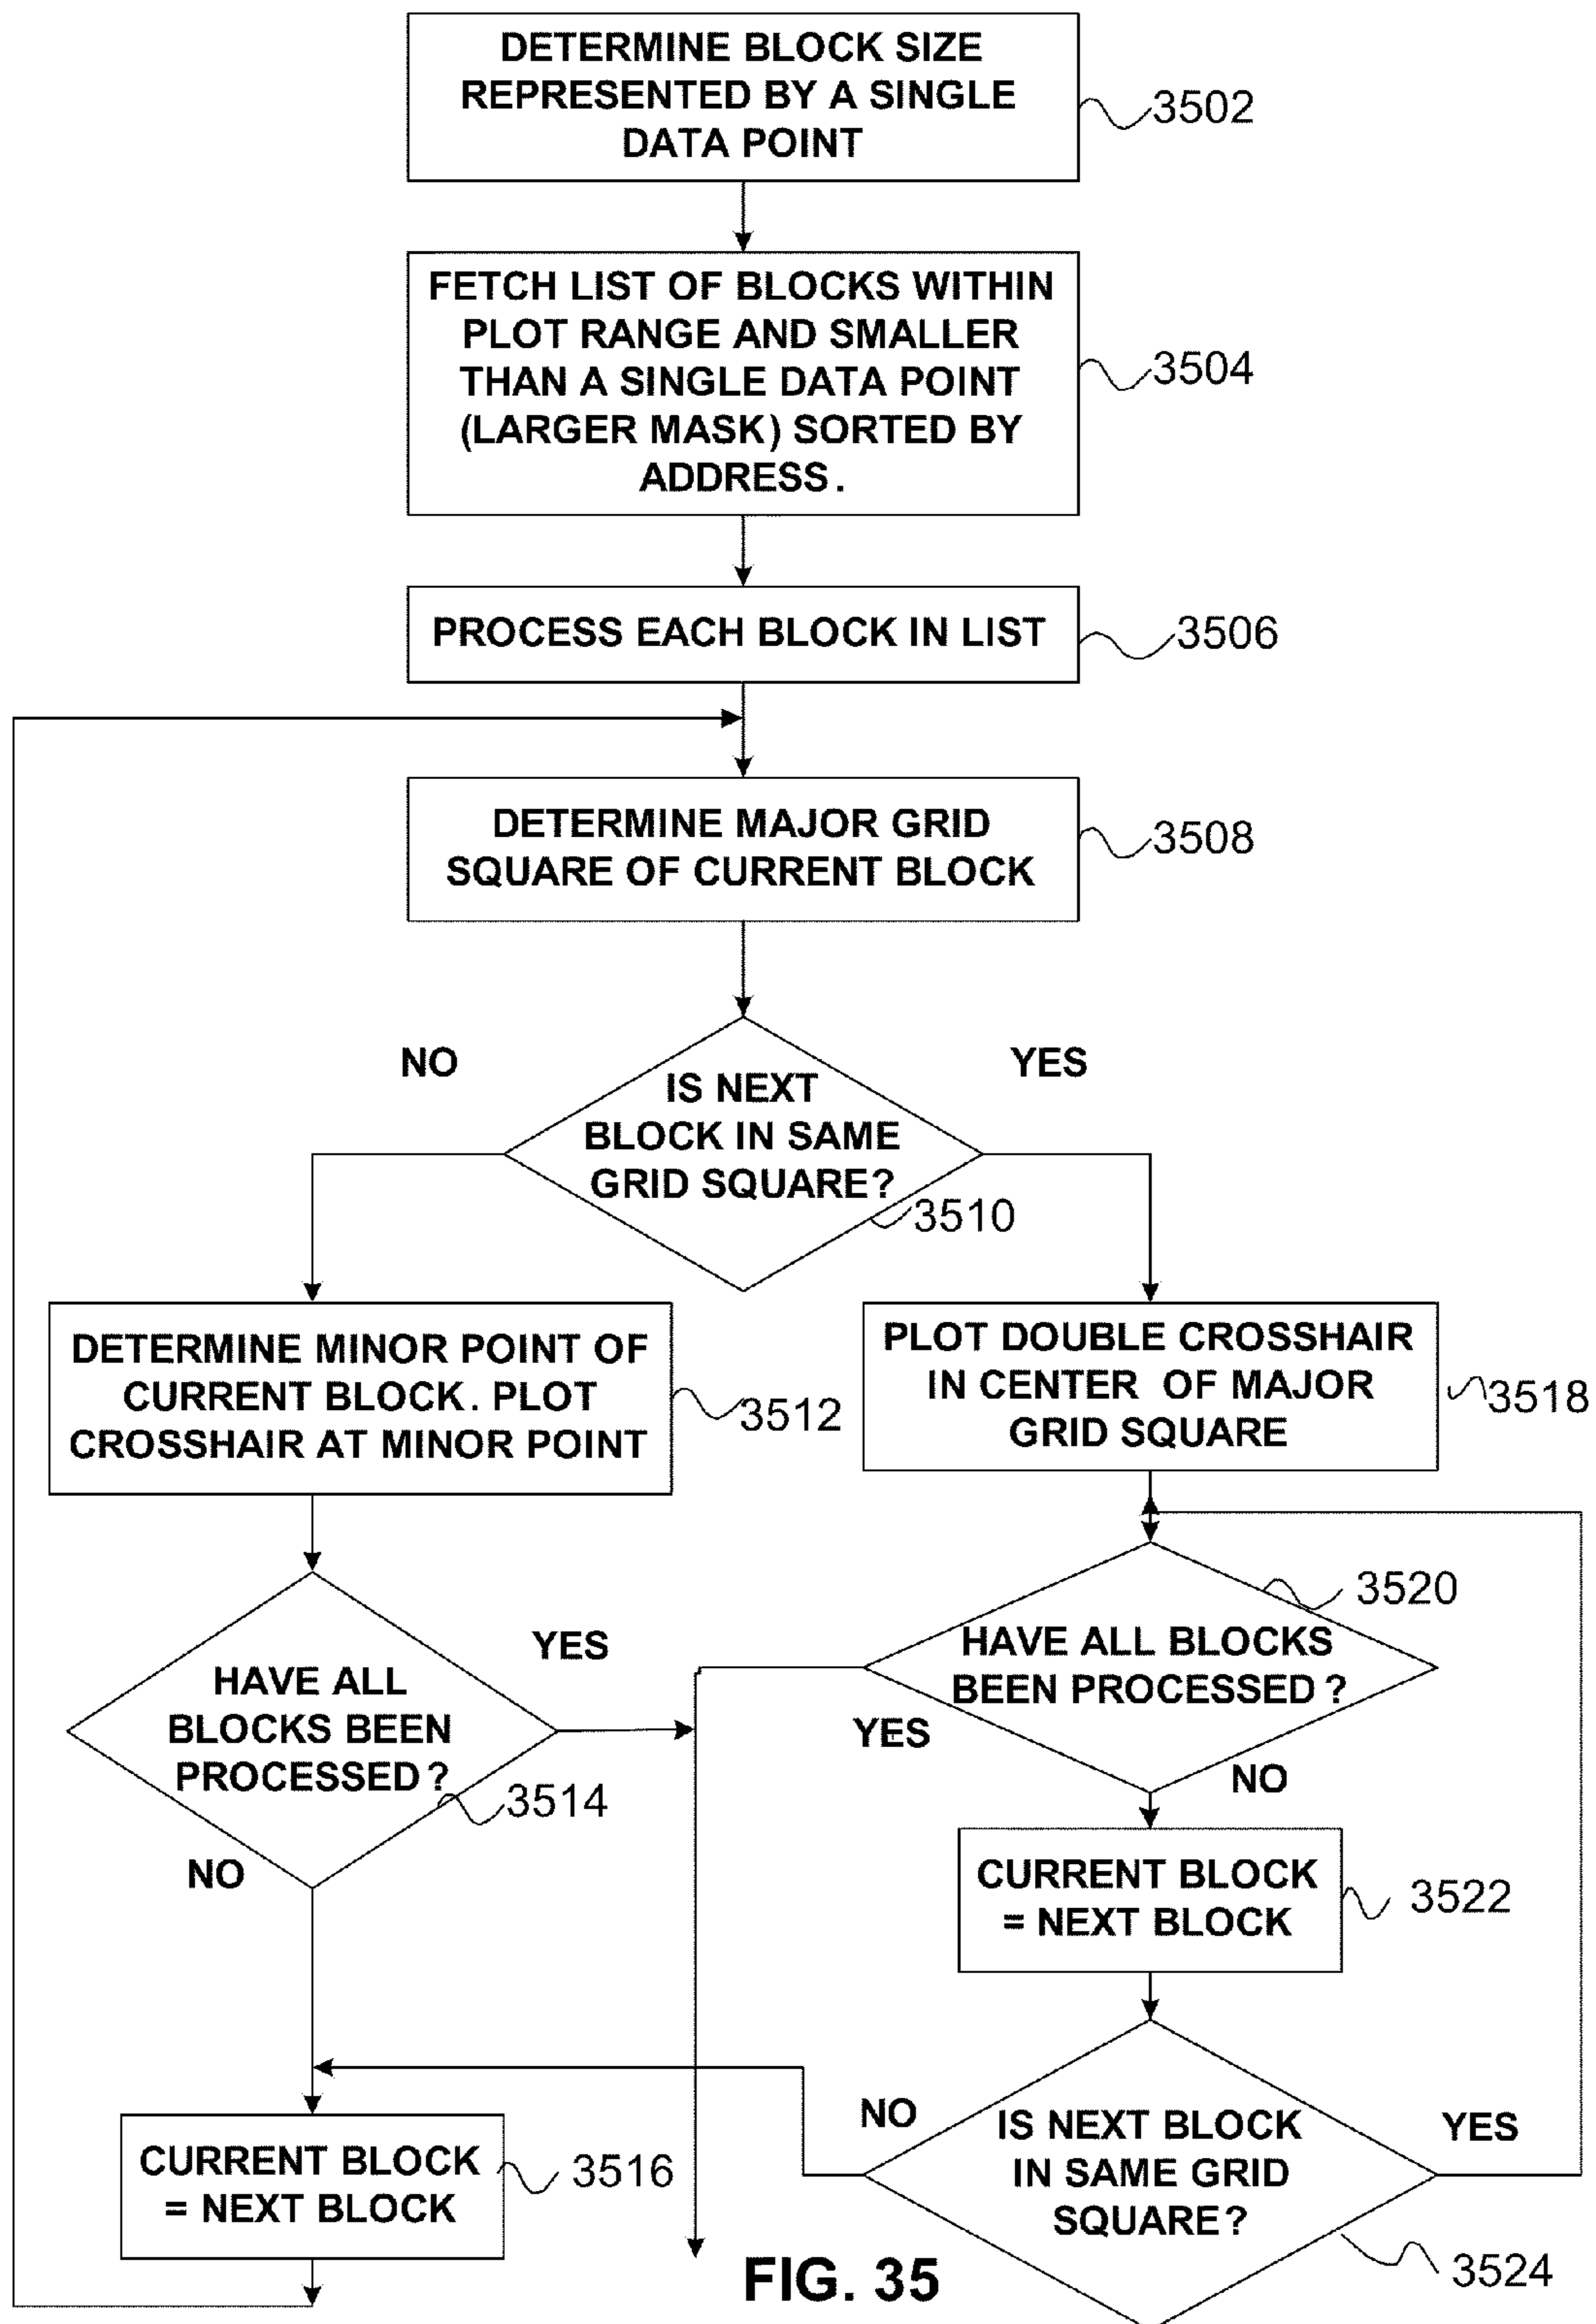 DETERMINE BLOCK SIZE
REPRESENTED BY A SINGLE
DATA POINT
3502
FETCH LIST OF BLOCKS WITHIN
PLOT RANGE AND SMALLER
THAN A SINGLE DATA POINT
(LARGER MASK) SORTED BY
ADDRESS.
3504
PROCESS EACH BLOCK IN LIST
3506
DETERMINE MAJOR GRID
SQUARE OF CURRENT BLOCK
3508
NO
YES
IS NEXT
BLOCK IN SAME
GRID SQUARE?
3510
DETERMINE MINOR POINT OF
CURRENT BLOCK. PLOT
CROSSHAIR AT MINOR POINT
3512
PLOT DOUBLE CROSSHAIR
IN CENTER OF MAJOR
GRID SQUARE
3518
HAVE ALL
BLOCKS BEEN
PROCESSED?
3514
YES
NO
HAVE ALL BLOCKS
BEEN PROCESSED?
3520
YES
NO
CURRENT BLOCK
= NEXT BLOCK
3522
CURRENT BLOCK
= NEXT BLOCK
3516
NO
IS NEXT BLOCK
IN SAME GRID
SQUARE?
YES
3524
FIG. 35